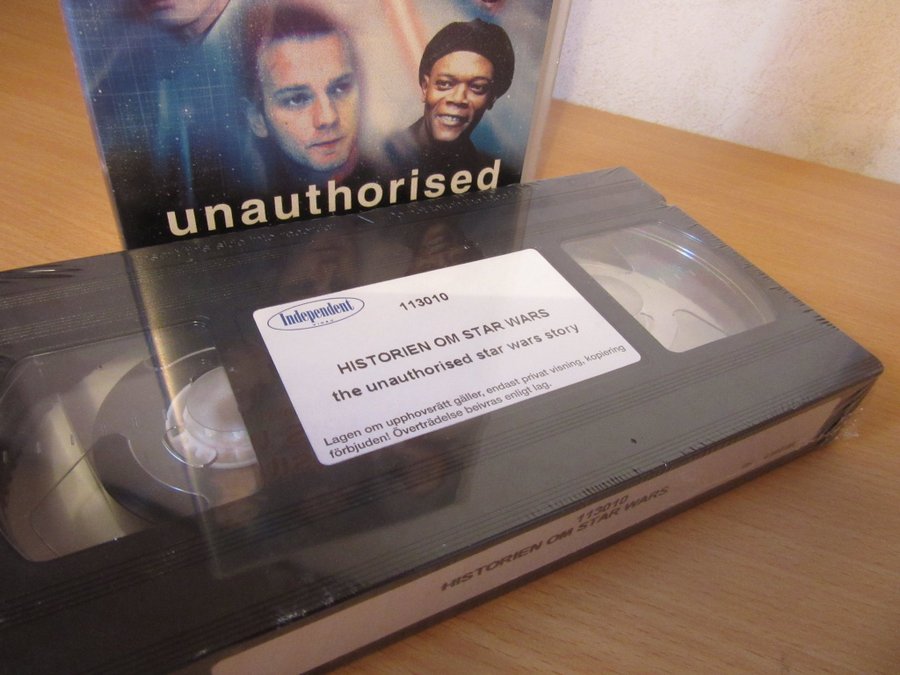 unauthorised
Independent
VIDEO
113010
HISTORIEN OM STAR WARS
the unauthorised star wars story
Lagen om upphovsrätt gäller, endast privat visning, kopiering
förbjuden! Överträdelse beivras enligt lag.
113010
HISTORIEN OM STAR WARS